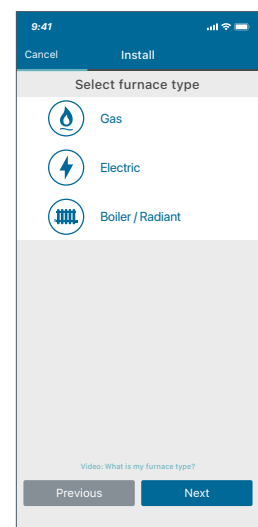 9:41
Cancel Install
Select furnace type
Gas
Electric
Boiler / Radiant
Video: What is my furnace type?
Previous Next